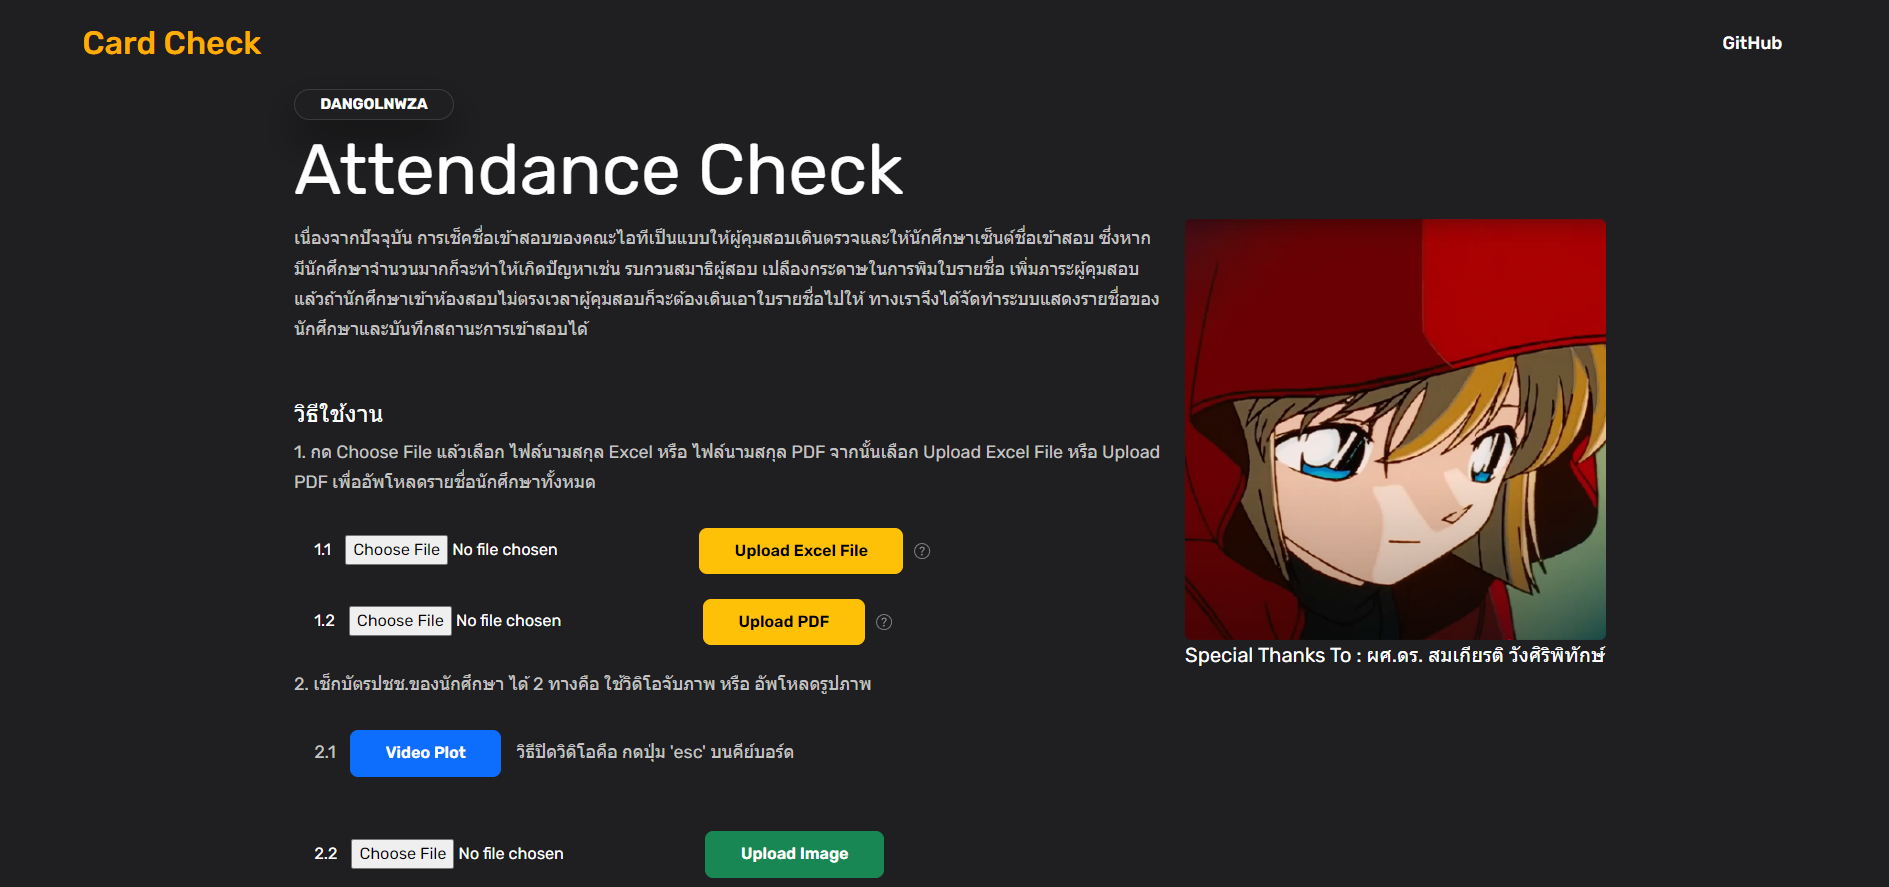 Card Check
GitHub
DANGOLNWZA
Attendance Check
เนื่องจากปัจจุบัน การเช็คชื่อเข้าสอบของคณะไอทีเป็นแบบให้ผู้คุมสอบเดินตรวจและให้นักศึกษาเซ็นต์ชื่อเข้าสอบ ซึ่งหาก
มีนักศึกษาจำนวนมากก็จะทำให้เกิดปัญหาเช่น รบกวนสมาธิผู้สอบ เปลืองกระดาษในการพิมใบรายชื่อ เพิ่มภาระผู้คุมสอบ
แล้วถ้านักศึกษาเข้าห้องสอบไม่ตรงเวลาผู้คุมสอบก็จะต้องเดินเอาใบรายชื่อไปให้ ทางเราจึงได้จัดทำระบบแสดงรายชื่อของ
นักศึกษาและบันทึกสถานะการเข้าสอบได้
วิธีใช้งาน
1. กด Choose File แล้วเลือก ไฟล์นามสกุล Excel หรือ ไฟล์นามสกุล PDF จากนั้นเลือก Upload Excel File หรือ Upload
PDF เพื่ออัพโหลดรายชื่อนักศึกษาทั้งหมด
1.1 Choose File No file chosen Upload Excel File ?
1.2 Choose File No file chosen Upload PDF ?
Special Thanks To : ผศ.ดร. สมเกียรติ วังศิริพิทักษ์
2. เช็กบัตรปชช.ของนักศึกษา ได้ 2 ทางคือ ใช้วิดิโอจับภาพ หรือ อัพโหลดรูปภาพ
2.1 Video Plot วิธีปิดวิดิโอคือ กดปุ่ม 'esc' บนคีย์บอร์ด
2.2 Choose File No file chosen Upload Image